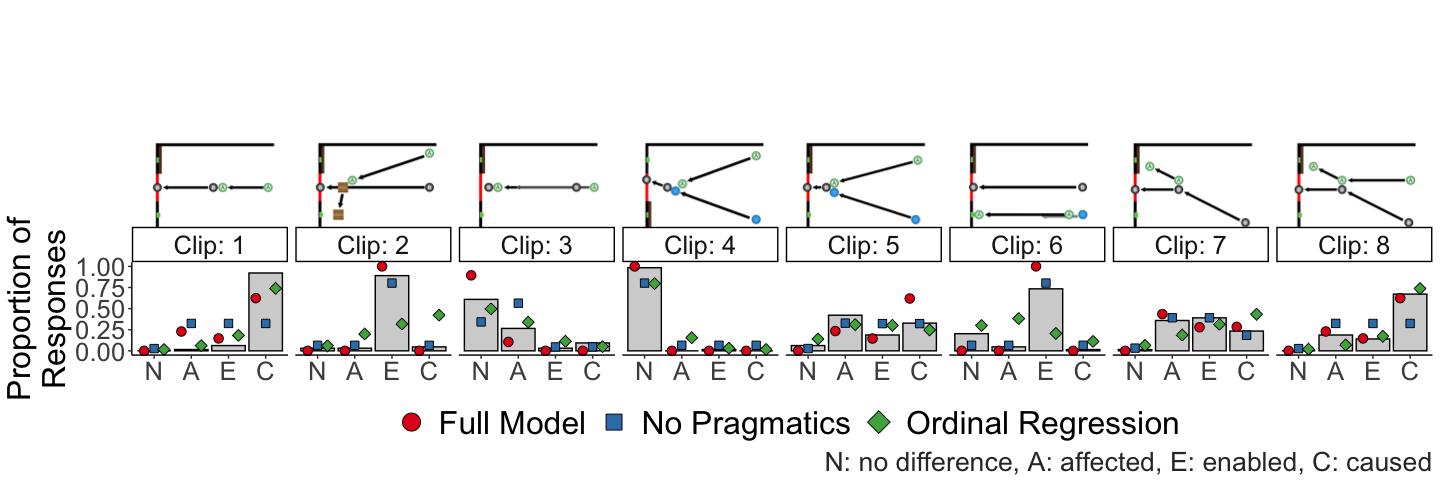 Clip: 1 Clip: 2 Clip: 3 Clip: 4 Clip: 5 Clip: 6 Clip: 7 Clip: 8
Proportion of
Responses
1.00
0.75
0.50
0.25
0.00
N A E C N A E C N A E C N A E C N A E C N A E C N A E C N A E C
Full Model No Pragmatics Ordinal Regression
N: no difference, A: affected, E: enabled, C: caused